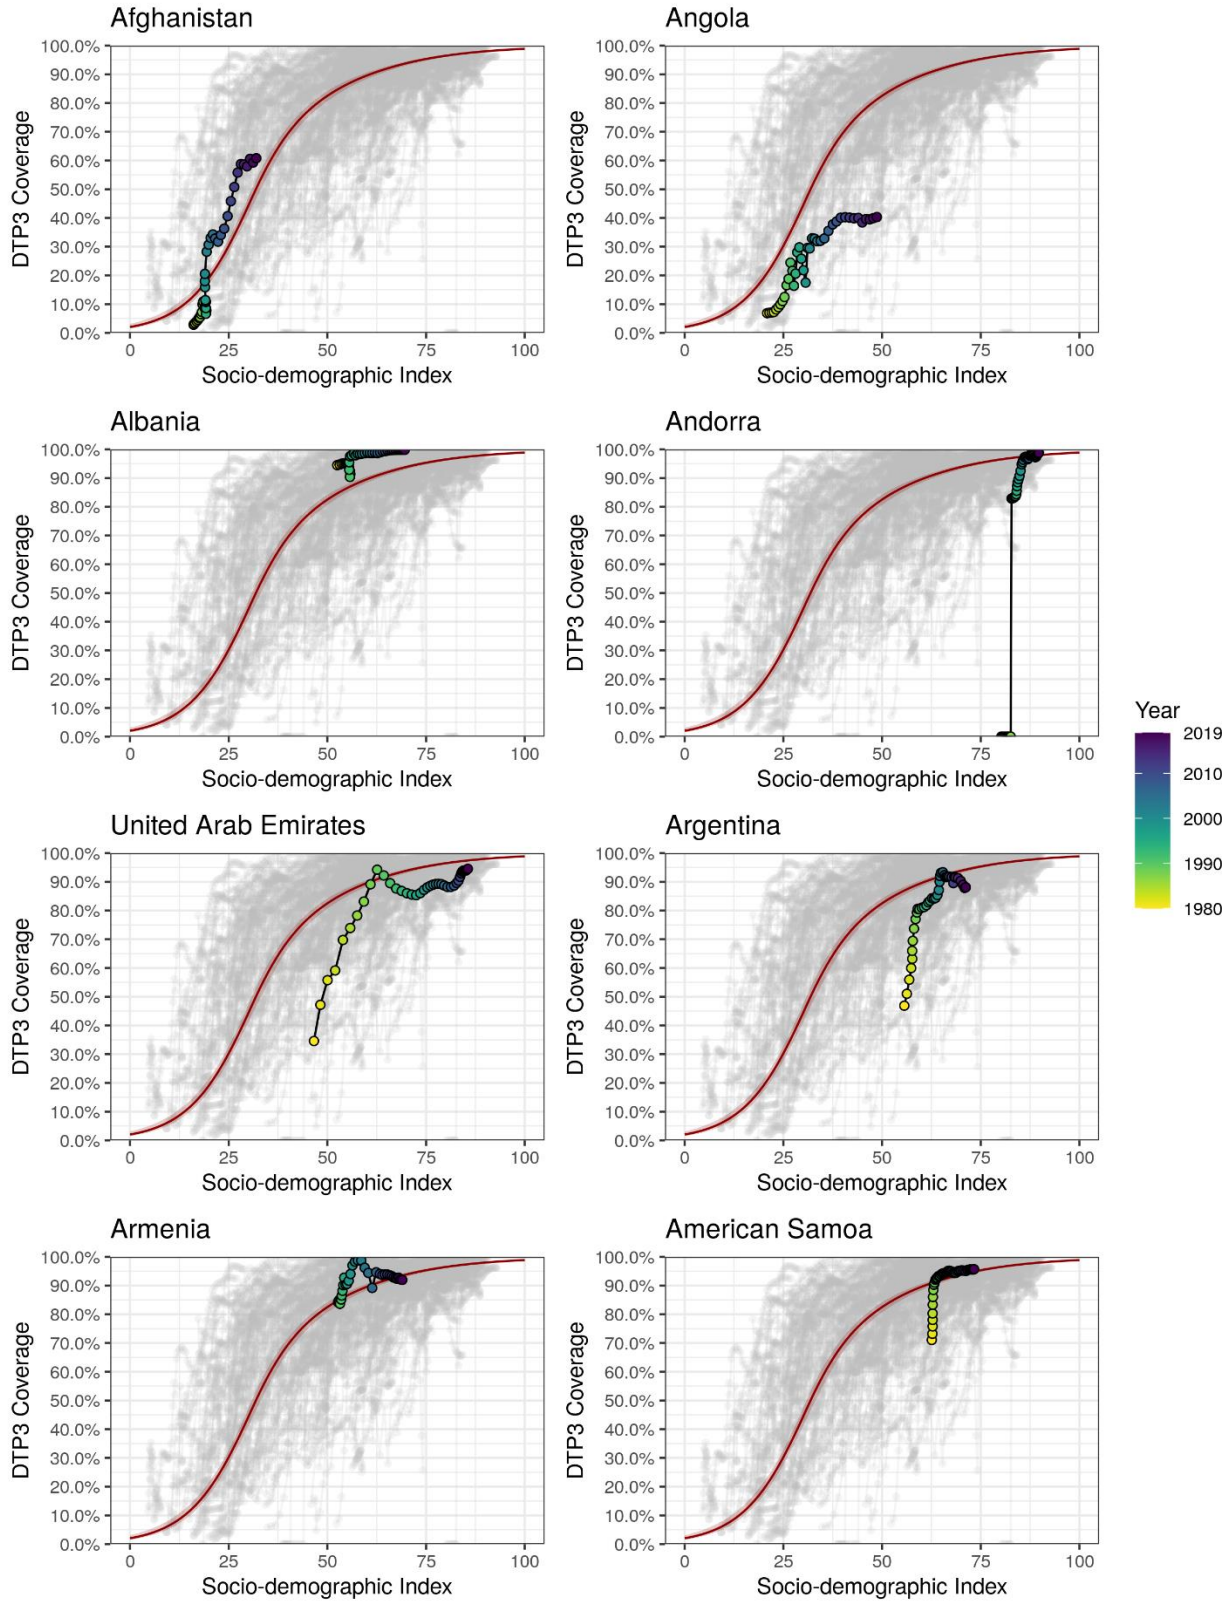 Afghanistan
100.0%
90.0%
80.0%
70.0%
60.0%
50.0%
40.0%
30.0%
20.0%
10.0%
0.0%
DTP3 Coverage
0 25 50 75 100
Socio-demographic Index
Angola
100.0%
90.0%
80.0%
70.0%
60.0%
50.0%
40.0%
30.0%
20.0%
10.0%
0.0%
DTP3 Coverage
0 25 50 75 100
Socio-demographic Index
Albania
100.0%
90.0%
80.0%
70.0%
60.0%
50.0%
40.0%
30.0%
20.0%
10.0%
0.0%
DTP3 Coverage
0 25 50 75 100
Socio-demographic Index
Andorra
100.0%
90.0%
80.0%
70.0%
60.0%
50.0%
40.0%
30.0%
20.0%
10.0%
0.0%
DTP3 Coverage
0 25 50 75 100
Socio-demographic Index
Year
2019
2010
2000
1990
1980
United Arab Emirates
100.0%
90.0%
80.0%
70.0%
60.0%
50.0%
40.0%
30.0%
20.0%
10.0%
0.0%
DTP3 Coverage
0 25 50 75 100
Socio-demographic Index
Argentina
100.0%
90.0%
80.0%
70.0%
60.0%
50.0%
40.0%
30.0%
20.0%
10.0%
0.0%
DTP3 Coverage
0 25 50 75 100
Socio-demographic Index
Armenia
100.0%
90.0%
80.0%
70.0%
60.0%
50.0%
40.0%
30.0%
20.0%
10.0%
0.0%
DTP3 Coverage
0 25 50 75 100
Socio-demographic Index
American Samoa
100.0%
90.0%
80.0%
70.0%
60.0%
50.0%
40.0%
30.0%
20.0%
10.0%
0.0%
DTP3 Coverage
0 25 50 75 100
Socio-demographic Index